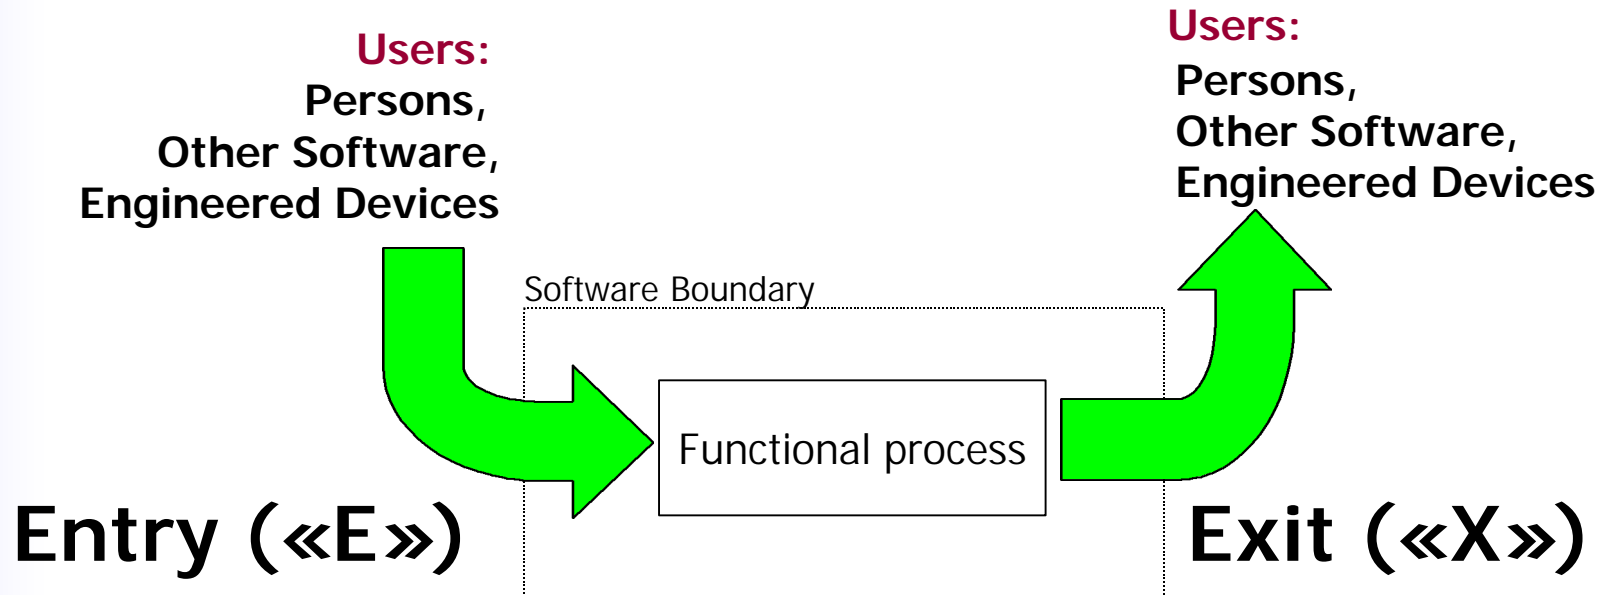 Users:
Persons,
Other Software,
Engineered Devices
Users:
Persons,
Other Software,
Engineered Devices
Software Boundary
Functional process
Entry («E»)
Exit («X»)